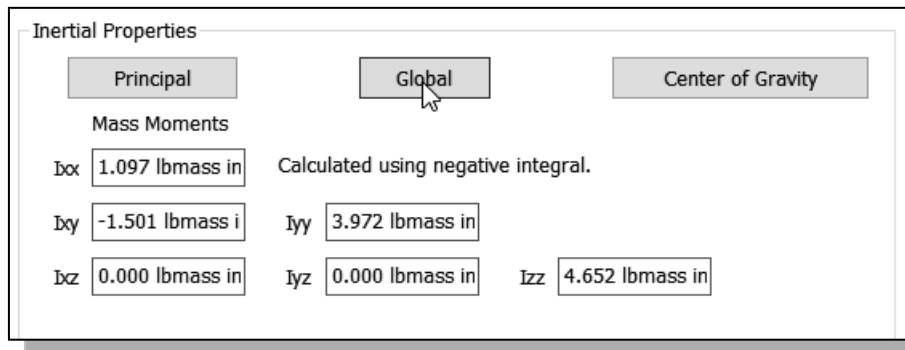 Inertial Properties
Principal Global Center of Gravity
Mass Moments
Ixx 1.097 lbmass in Calculated using negative integral.
Ixy -1.501 lbmass i Iyy 3.972 lbmass in
Ixz 0.000 lbmass in Iyz 0.000 lbmass in Izz 4.652 lbmass in